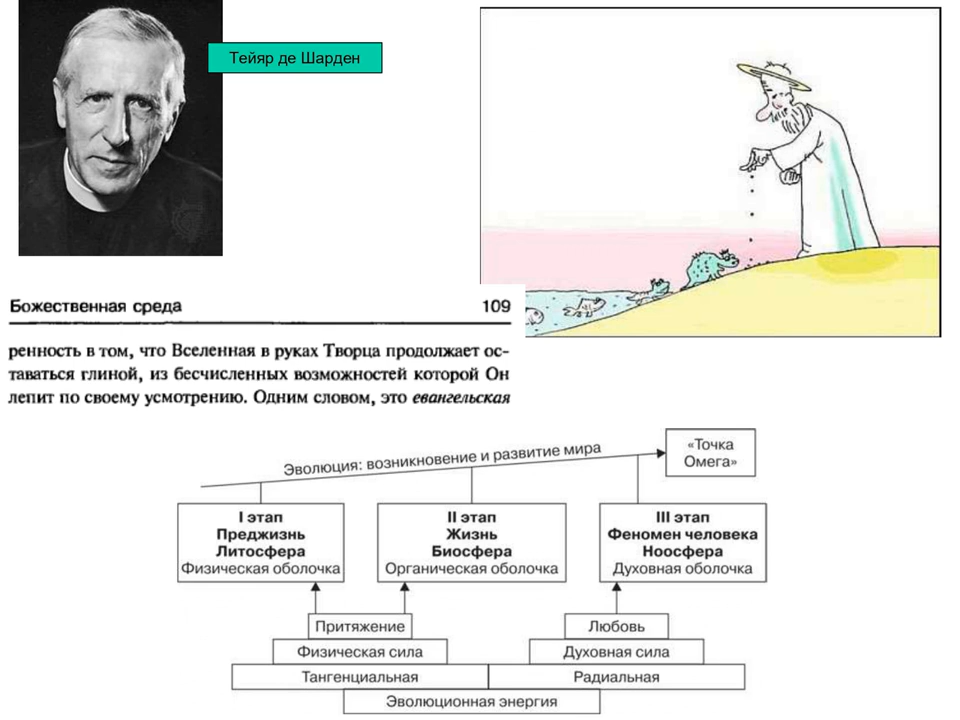 Тейяр де Шарден
Божественная среда 109
ренность в том, что Вселенная в руках Творца продолжает ос-
таваться глиной, из бесчисленных возможностей которой Он
лепит по своему усмотрению. Одним словом, это евангельская
Эволюция: возникновение и развитие мира
«Точка
Омега»
I этап
Преджизнь
Литосфера
Физическая оболочка
II этап
Жизнь
Биосфера
Органическая оболочка
III этап
Феномен человека
Ноосфера
Духовная оболочка
Притяжение
Любовь
Физическая сила
Духовная сила
Тангенциальная
Радиальная
Эволюционная энергия